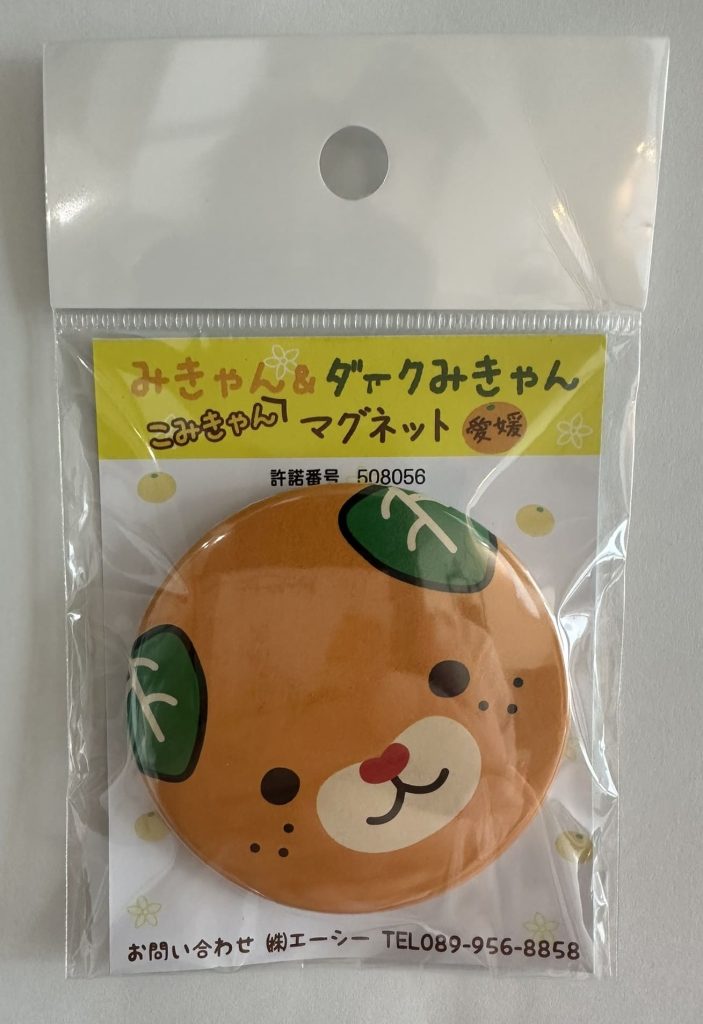 みきゃん&ダークみきゃん
こみきゃん マグネット 愛媛
許諾番号 508056
お問い合わせ ㈱エーシー TEL089-956-8858